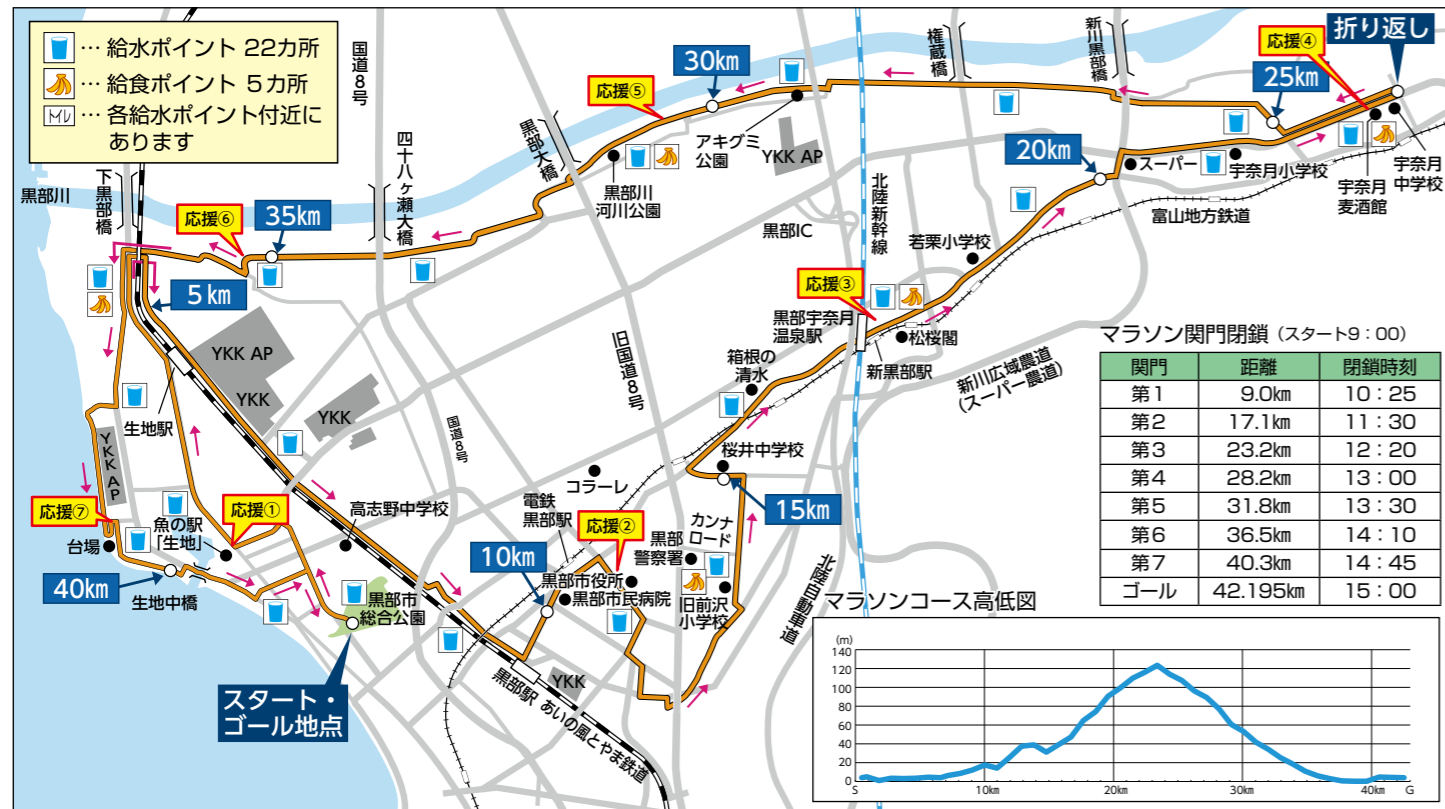 … 給水ポイント 22カ所
… 給食ポイント 5カ所
トイレ … 各給水ポイント付近に
あります
国道8号
四十八ヶ瀬大橋
黒部大橋
権蔵橋
新川黒部橋
折り返し
応援④
25km
30km
応援⑤
アキグミ
公園
YKK AP
20km
スーパー
宇奈月小学校
宇奈月
麦酒館
宇奈月
中学校
富山地方鉄道
黒部川
下黒部橋
応援⑥
35km
黒部川
河川公園
黒部IC
北陸新幹線
若栗小学校
応援③
5km
YKK AP
YKK
YKK
生地駅
旧国道8号
黒部宇奈月
温泉駅
松桜閣
新黒部駅
新川広域農道
(スーパー農道)
箱根の
清水
YKK AP
国道8号
桜井中学校
コラーレ
15km
応援⑦
台場
魚の駅
「生地」
応援①
高志野中学校
電鉄
黒部駅
応援②
カンナ
ロード
黒部
警察署
40km
生地中橋
黒部市
総合公園
10km
黒部市役所
黒部市民病院
旧前沢
小学校
北陸自動車道
スタート・
ゴール地点
黒部駅
YKK
あいの風とやま鉄道
マラソン関門閉鎖 (スタート9：00)
関門 距離 閉鎖時刻
第1 9.0km 10：25
第2 17.1km 11：30
第3 23.2km 12：20
第4 28.2km 13：00
第5 31.8km 13：30
第6 36.5km 14：10
第7 40.3km 14：45
ゴール 42.195km 15：00
マラソンコース高低図
(m)
140
120
100
80
60
40
20
0
S 10km 20km 30km 40km G